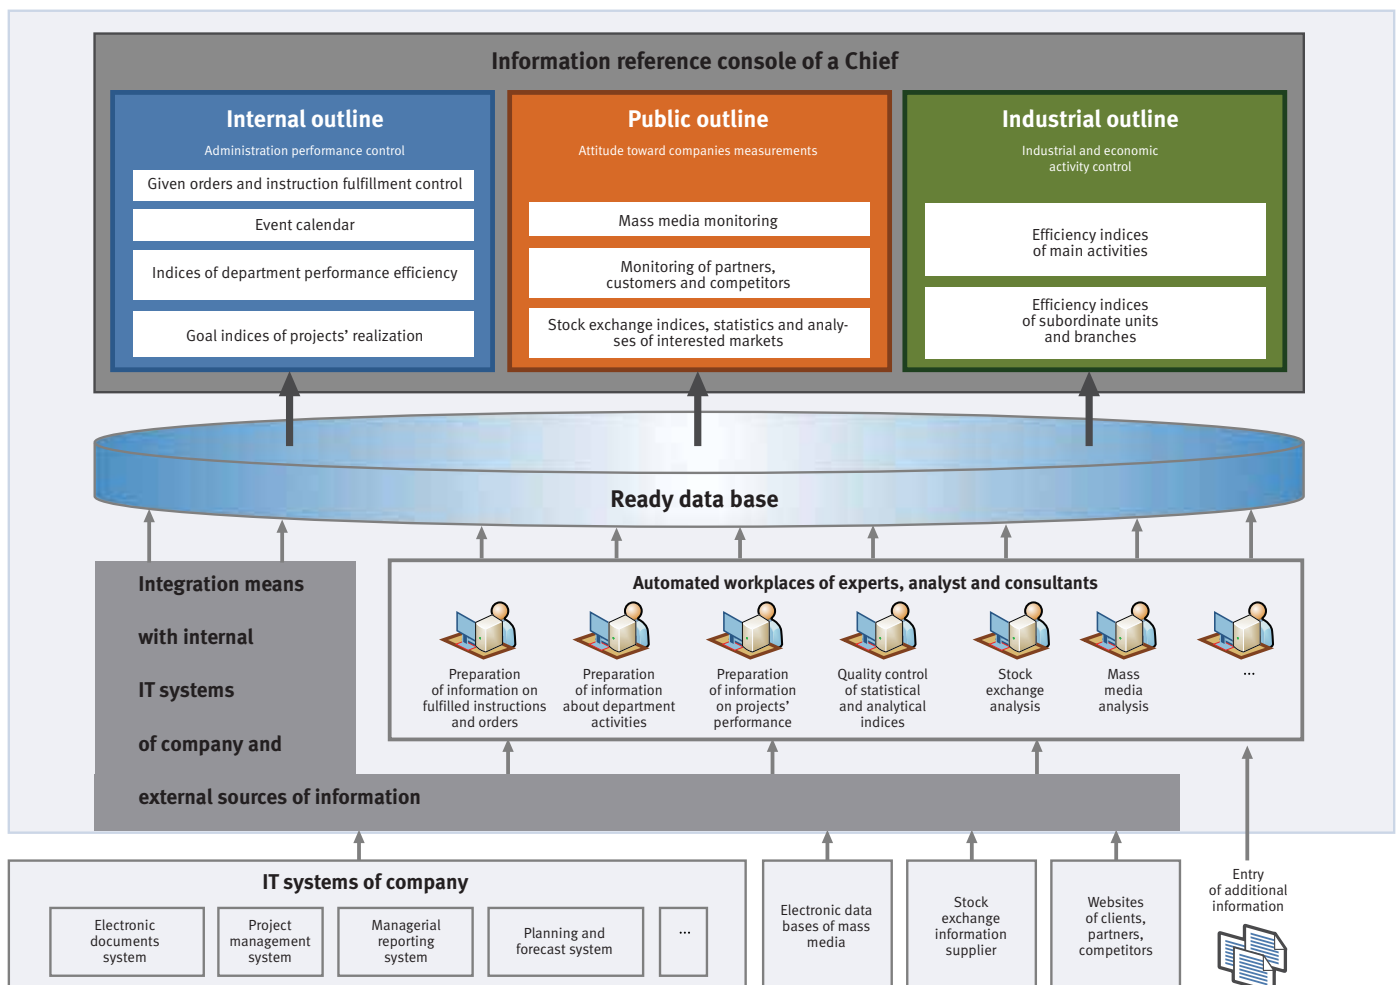 Information reference console of a Chief
Internal outline
Administration performance control
Given orders and instruction fulfillment control
Event calendar
Indices of department performance efficiency
Goal indices of projects’ realization
Public outline
Attitude toward companies measurements
Mass media monitoring
Monitoring of partners,
customers and competitors
Stock exchange indices, statistics and analy-
ses of interested markets
Industrial outline
Industrial and economic
activity control
Efficiency indices
of main activities
Efficiency indices
of subordinate units
and branches
Ready data base
Integration means
with internal
IT systems
of company and
external sources of information
Automated workplaces of experts, analyst and consultants
Preparation
of information on
fulfilled instructions
and orders
Preparation
of information
about department
activities
Preparation
of information
on projects’
performance
Quality control
of statistical
and analytical
indices
Stock
exchange
analysis
Mass
media
analysis
...
IT systems of company
Electronic
documents
system
Project
management
system
Managerial
reporting
system
Planning and
forecast system
...
Electronic data
bases of mass
media
Stock
exchange
information
supplier
Websites
of clients,
partners,
competitors
Entry
of additional
information